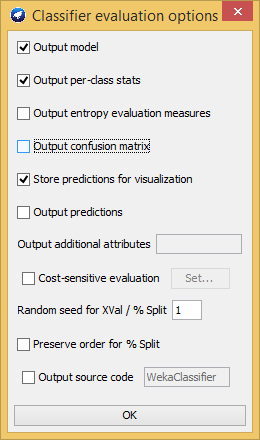 Classifier evaluation options
Output model
Output per-class stats
Output entropy evaluation measures
Output confusion matrix
Store predictions for visualization
Output predictions
Output additional attributes
Cost-sensitive evaluation Set...
Random seed for XVal / % Split 1
Preserve order for % Split
Output source code WekaClassifier
OK